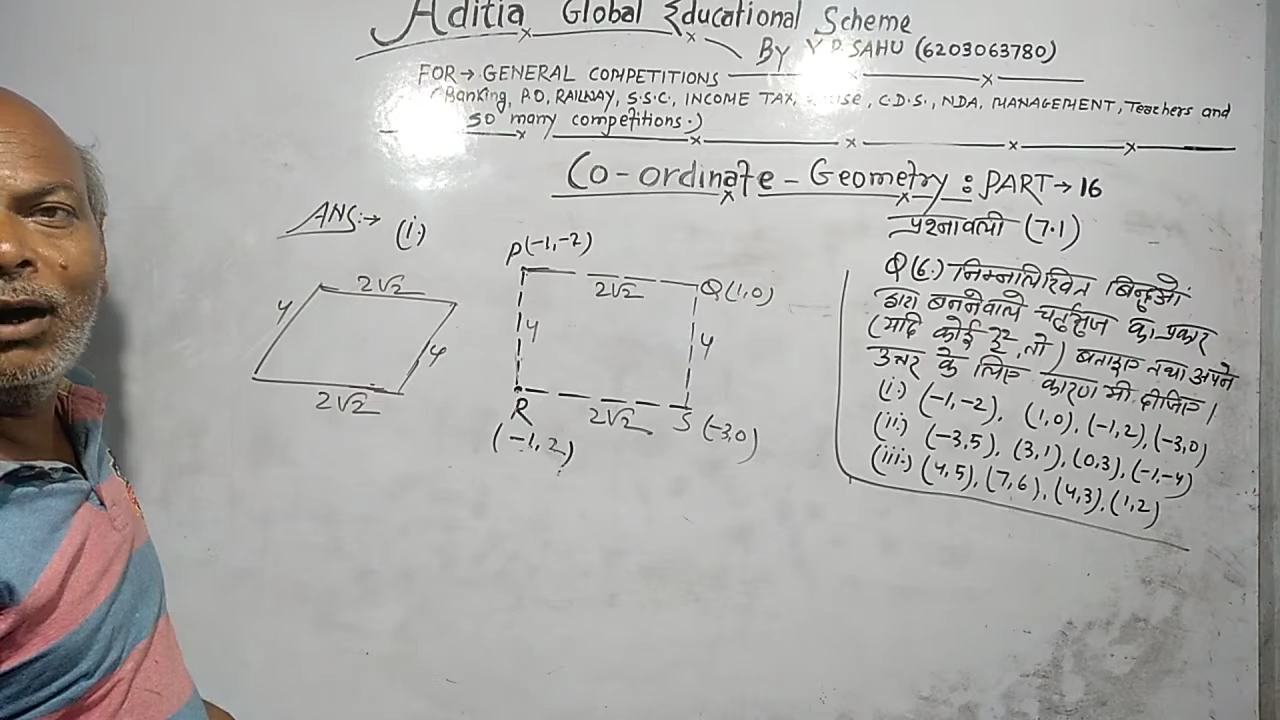 Aditia Global Educational Scheme
By Y P SAHU (6203063780)
FOR → GENERAL COMPETITIONS
(Banking, P.O, RAILWAY, S.S.C., INCOME TAX, C.D.S., NDA, MANAGEMENT, Teachers and
so many competitions.)
Co-ordinate - Geometry : PART → 16
प्रश्नावली (7.1)
ANS:→ (i.)
2√2
4
4
2√2
P(-1,-2)
2√2
Q(1,0)
4
4
R
2√2
S (-3,0)
(-1,2)
Q(6.) निम्नलिखित बिन्दुओं
द्वारा बननेवाले चर्तुभुज का प्रकार
(यदि कोई है, तो) बताइए तथा अपने
उत्तर के लिए कारण भी दीजिए।
(i.) (-1,-2), (1,0), (-1,2), (-3,0)
(ii.) (-3,5), (3,1), (0,3), (-1,-4)
(iii.) (4,5), (7,6), (4,3), (1,2)